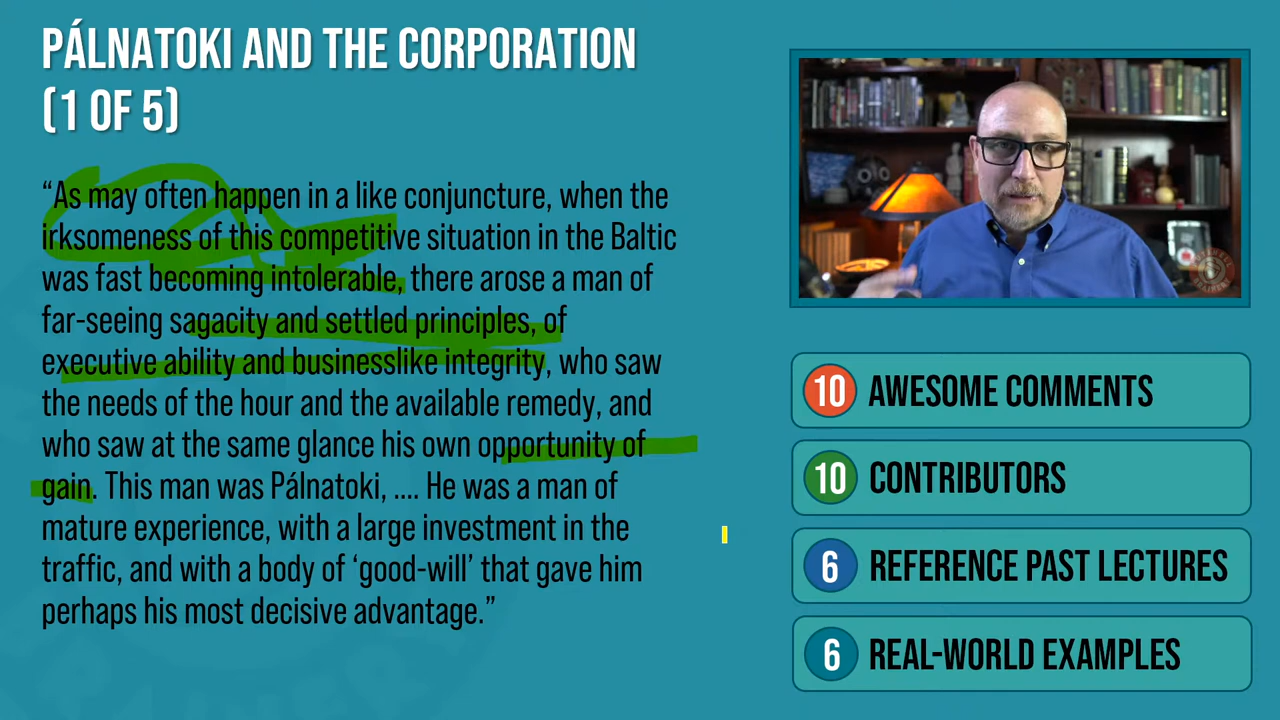 PÁLNATOKI AND THE CORPORATION
(1 OF 5)
“As may often happen in a like conjuncture, when the
irksomeness of this competitive situation in the Baltic
was fast becoming intolerable, there arose a man of
far-seeing sagacity and settled principles, of
executive ability and businesslike integrity, who saw
the needs of the hour and the available remedy, and
who saw at the same glance his own opportunity of
gain. This man was Pálnatoki, .... He was a man of
mature experience, with a large investment in the
traffic, and with a body of ‘good-will’ that gave him
perhaps his most decisive advantage.”
10 AWESOME COMMENTS
10 CONTRIBUTORS
6 REFERENCE PAST LECTURES
6 REAL-WORLD EXAMPLES